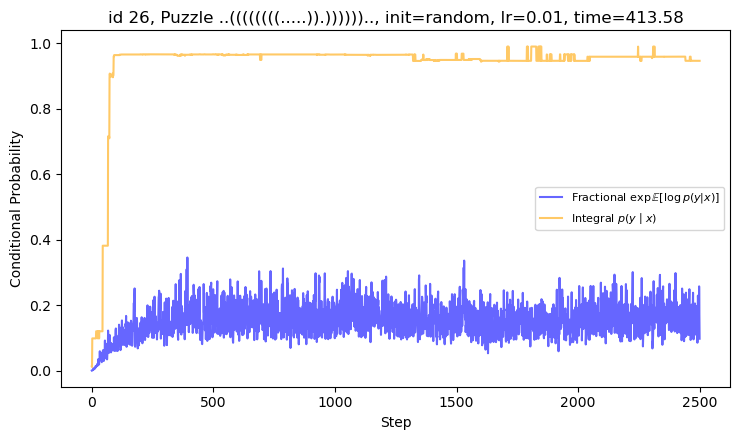 id 26, Puzzle ..((((((((.....)).)))))).., init=random, lr=0.01, time=413.58
Conditional Probability
1.0
0.8
0.6
0.4
0.2
0.0
Fractional exp𝔼[log p(y|x)]
Integral p(y | x)
0
500
1000
1500
2000
2500
Step